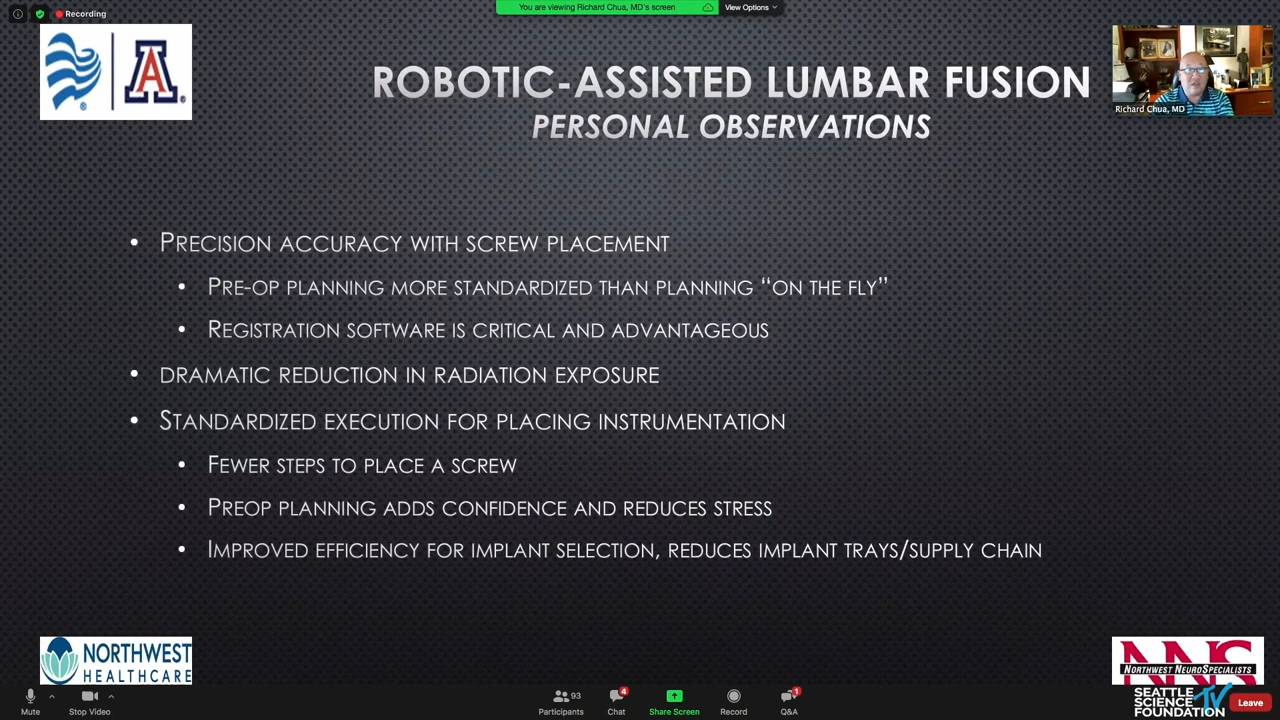 Recording
You are viewing Richard Chua, MD's screen
View Options
A
ROBOTIC-ASSISTED LUMBAR FUSION
PERSONAL OBSERVATIONS
Richard Chua, MD
• PRECISION ACCURACY WITH SCREW PLACEMENT
• PRE-OP PLANNING MORE STANDARDIZED THAN PLANNING “ON THE FLY”
• REGISTRATION SOFTWARE IS CRITICAL AND ADVANTAGEOUS
• DRAMATIC REDUCTION IN RADIATION EXPOSURE
• STANDARDIZED EXECUTION FOR PLACING INSTRUMENTATION
• FEWER STEPS TO PLACE A SCREW
• PREOP PLANNING ADDS CONFIDENCE AND REDUCES STRESS
• IMPROVED EFFICIENCY FOR IMPLANT SELECTION, REDUCES IMPLANT TRAYS/SUPPLY CHAIN
NORTHWEST
HEALTHCARE
NNS
NORTHWEST NEUROSPECIALISTS
SEATTLE
SCIENCE
FOUNDATION
TV
Mute
Stop Video
93
Participants
4
Chat
Share Screen
Record
1
Q&A
Leave